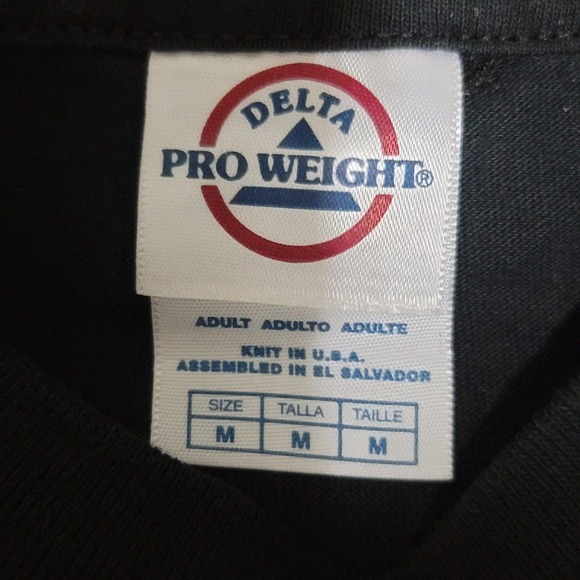 DELTA
PRO WEIGHT®
ADULT ADULTO ADULTE
KNIT IN U.S.A.
ASSEMBLED IN EL SALVADOR
SIZE TALLA TAILLE
M M M